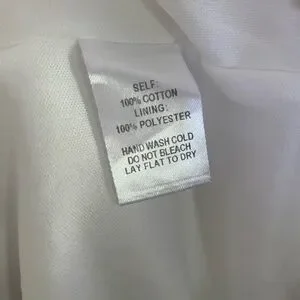 SELF:
100% COTTON
LINING:
100% POLYESTER
HAND WASH COLD
DO NOT BLEACH
LAY FLAT TO DRY